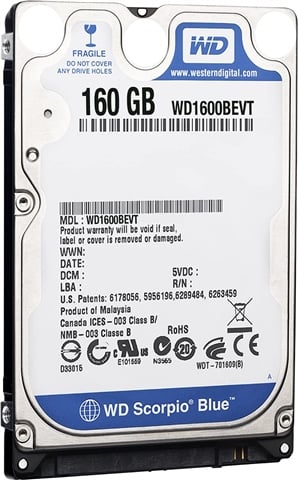 FRAGILE
DO NOT COVER
ANY DRIVE HOLES
WD
www.westerndigital.com
160 GB WD1600BEVT
MDL : WD1600BEVT
Product warranty will be void if seal,
label or cover is removed or damaged.
WWN:
DATE:
DCM : 5VDC :
LBA : R/N :
U.S. Patents: 6178056, 5956196,6289484, 6263459
Product of Malaysia
Canada ICES-003 Class B/
NMB-003 Classe B RoHS
D33015 E101559 N3565 20 WDT-701609(B)
A
WD Scorpio® Blue™